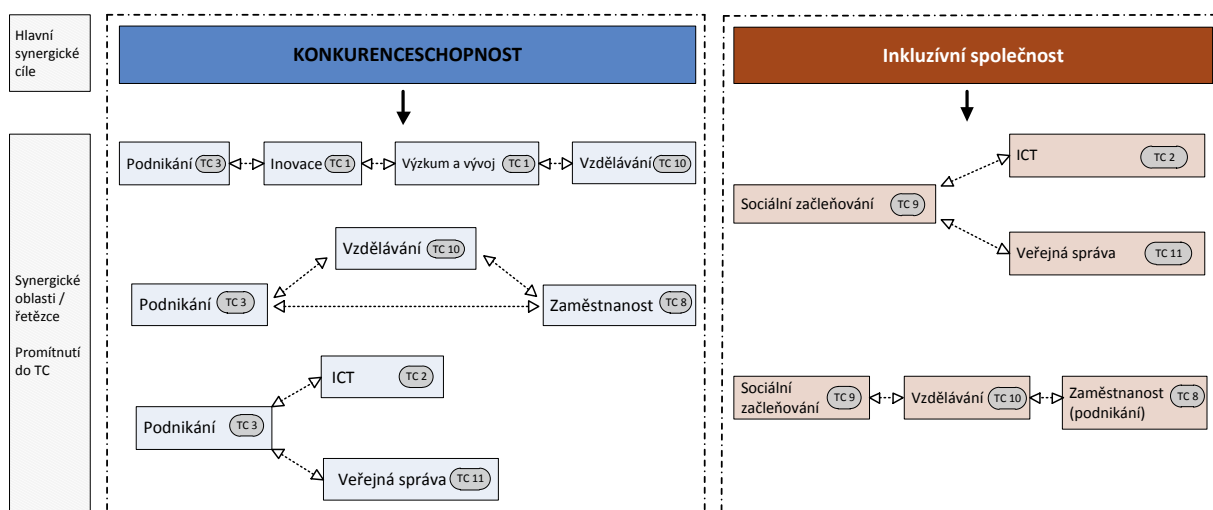 Hlavní
synergické
cíle
KONKURENCESCHOPNOST
Inkluzívní společnost
Synergické
oblasti /
řetězce
Promítnutí
do TC
Podnikání TC 3
Inovace TC 1
Výzkum a vývoj TC 1
Vzdělávání TC 10
Vzdělávání TC 10
Podnikání TC 3
Zaměstnanost TC 8
ICT TC 2
Podnikání TC 3
Veřejná správa TC 11
ICT TC 2
Sociální začleňování TC 9
Veřejná správa TC 11
Sociální
začleňování TC 9
Vzdělávání TC 10
Zaměstnanost TC 8
(podnikání)